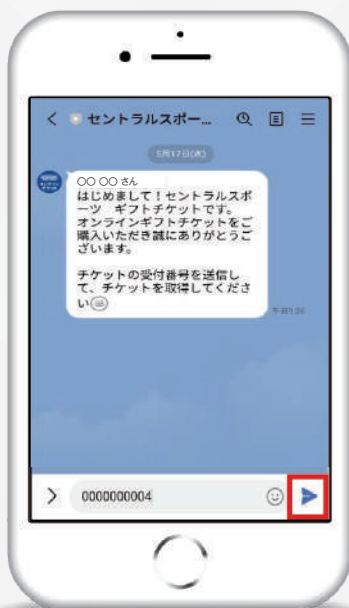 セントラルスポー...
5月17日(水)
〇〇 〇〇 さん
はじめまして！セントラルスポ
ーツ　ギフトチケットです。
オンラインギフトチケットをご
購入いただき誠にありがとうご
ざいます。
チケットの受付番号を送信し
て、チケットを取得してくださ
い
0000000004